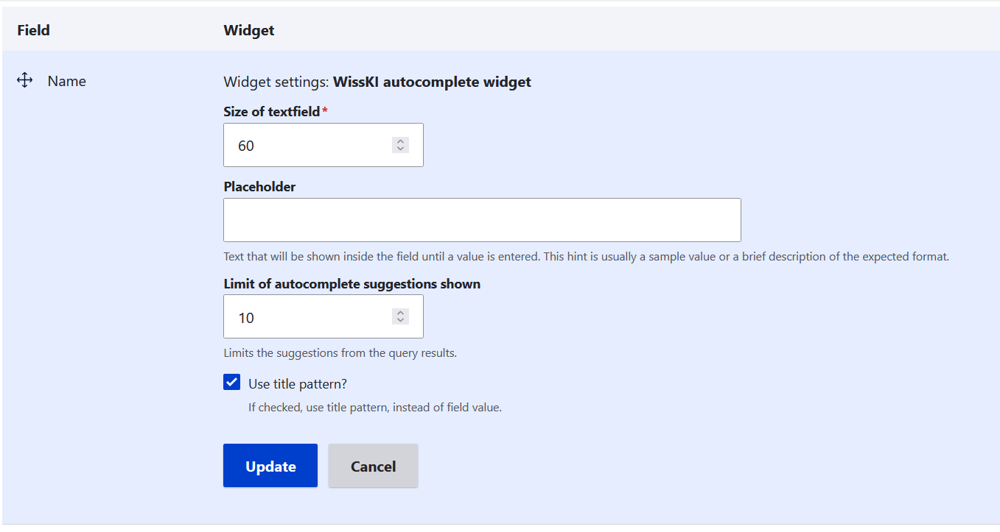 Field Widget
Name Widget settings: WissKI autocomplete widget
Size of textfield*
60
Placeholder
Text that will be shown inside the field until a value is entered. This hint is usually a sample value or a brief description of the expected format.
Limit of autocomplete suggestions shown
10
Limits the suggestions from the query results.
Use title pattern?
If checked, use title pattern, instead of field value.
Update Cancel